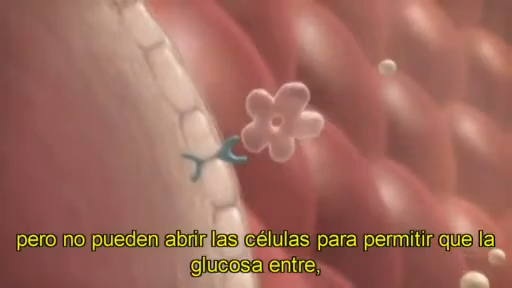 pero no pueden abrir las células para permitir que la
glucosa entre,